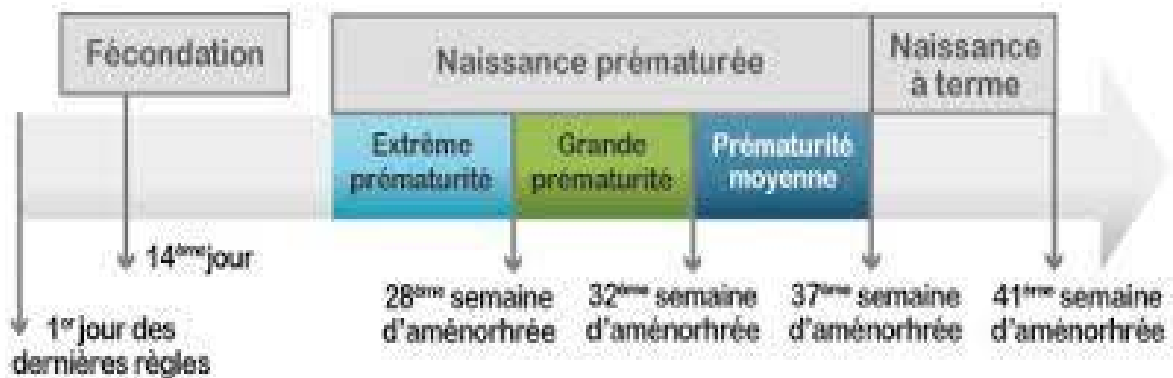 Fécondation
Naissance prématurée
Naissance
à terme
Extrême
prématurité
Grande
prématurité
Prématurité
moyenne
14ème jour
28ème semaine
d'aménorhrée
32ème semaine
d'aménorhrée
37ème semaine
d'aménorhrée
41ème semaine
d'aménorhrée
1er jour des
dernières règles